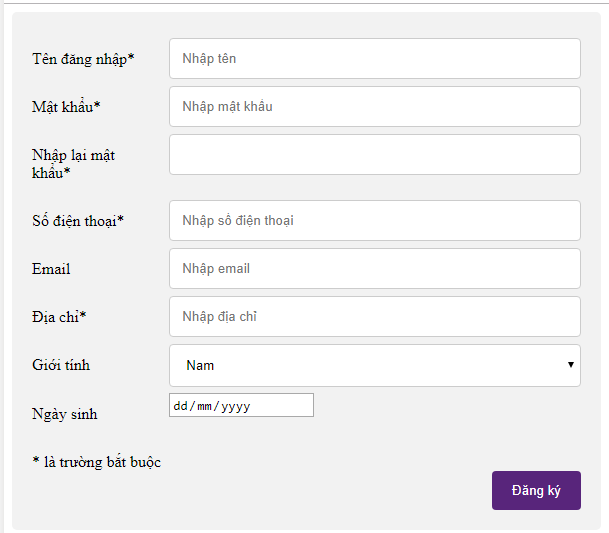 Tên đăng nhập* Nhập tên
Mật khẩu* Nhập mật khẩu
Nhập lại mật
khẩu*
Số điện thoại* Nhập số điện thoại
Email Nhập email
Địa chỉ* Nhập địa chỉ
Giới tính Nam
Ngày sinh dd/mm/yyyy
* là trường bắt buộc
Đăng ký